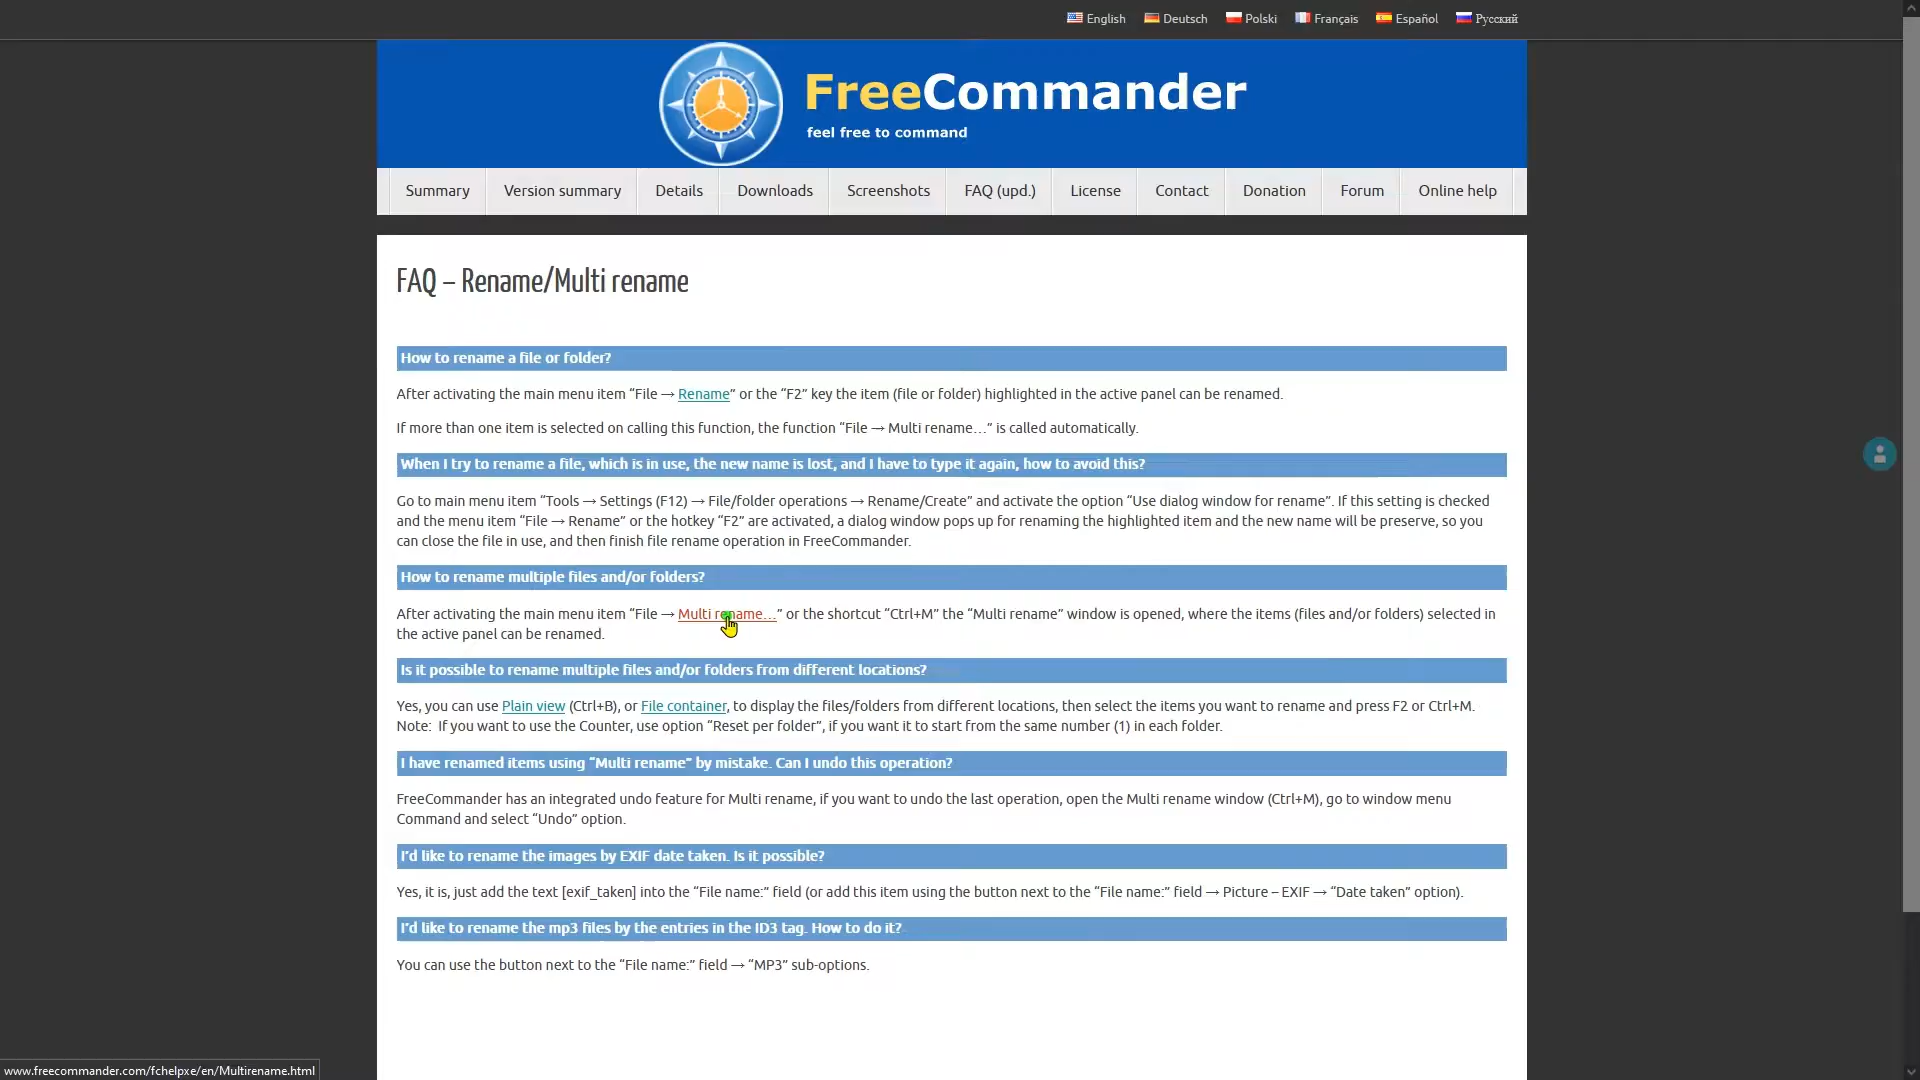 English Deutsch Polski Français Español Русский
FreeCommander
feel free to command
Summary Version summary Details Downloads Screenshots FAQ (upd.) License Contact Donation Forum Online help
FAQ – Rename/Multi rename
How to rename a file or folder?
After activating the main menu item “File → Rename” or the “F2” key the item (file or folder) highlighted in the active panel can be renamed.
If more than one item is selected on calling this function, the function “File → Multi rename…” is called automatically.
When I try to rename a file, which is in use, the new name is lost, and I have to type it again, how to avoid this?
Go to main menu item “Tools → Settings (F12) → File/folder operations → Rename/Create” and activate the option “Use dialog window for rename”. If this setting is checked
and the menu item “File → Rename” or the hotkey “F2” are activated, a dialog window pops up for renaming the highlighted item and the new name will be preserve, so you
can close the file in use, and then finish file rename operation in FreeCommander.
How to rename multiple files and/or folders?
After activating the main menu item “File → Multi rename…” or the shortcut “Ctrl+M” the “Multi rename” window is opened, where the items (files and/or folders) selected in
the active panel can be renamed.
Is it possible to rename multiple files and/or folders from different locations?
Yes, you can use Plain view (Ctrl+B), or File container, to display the files/folders from different locations, then select the items you want to rename and press F2 or Ctrl+M.
Note: If you want to use the Counter, use option “Reset per folder”, if you want it to start from the same number (1) in each folder.
I have renamed items using “Multi rename” by mistake. Can I undo this operation?
FreeCommander has an integrated undo feature for Multi rename, if you want to undo the last operation, open the Multi rename window (Ctrl+M), go to window menu
Command and select “Undo” option.
I’d like to rename the images by EXIF date taken. Is it possible?
Yes, it is, just add the text [exif_taken] into the “File name:” field (or add this item using the button next to the “File name:” field → Picture – EXIF → “Date taken” option).
I’d like to rename the mp3 files by the entries in the ID3 tag. How to do it?
You can use the button next to the “File name:” field → “MP3” sub-options.
www.freecommander.com/fchelpxe/en/Multirename.html